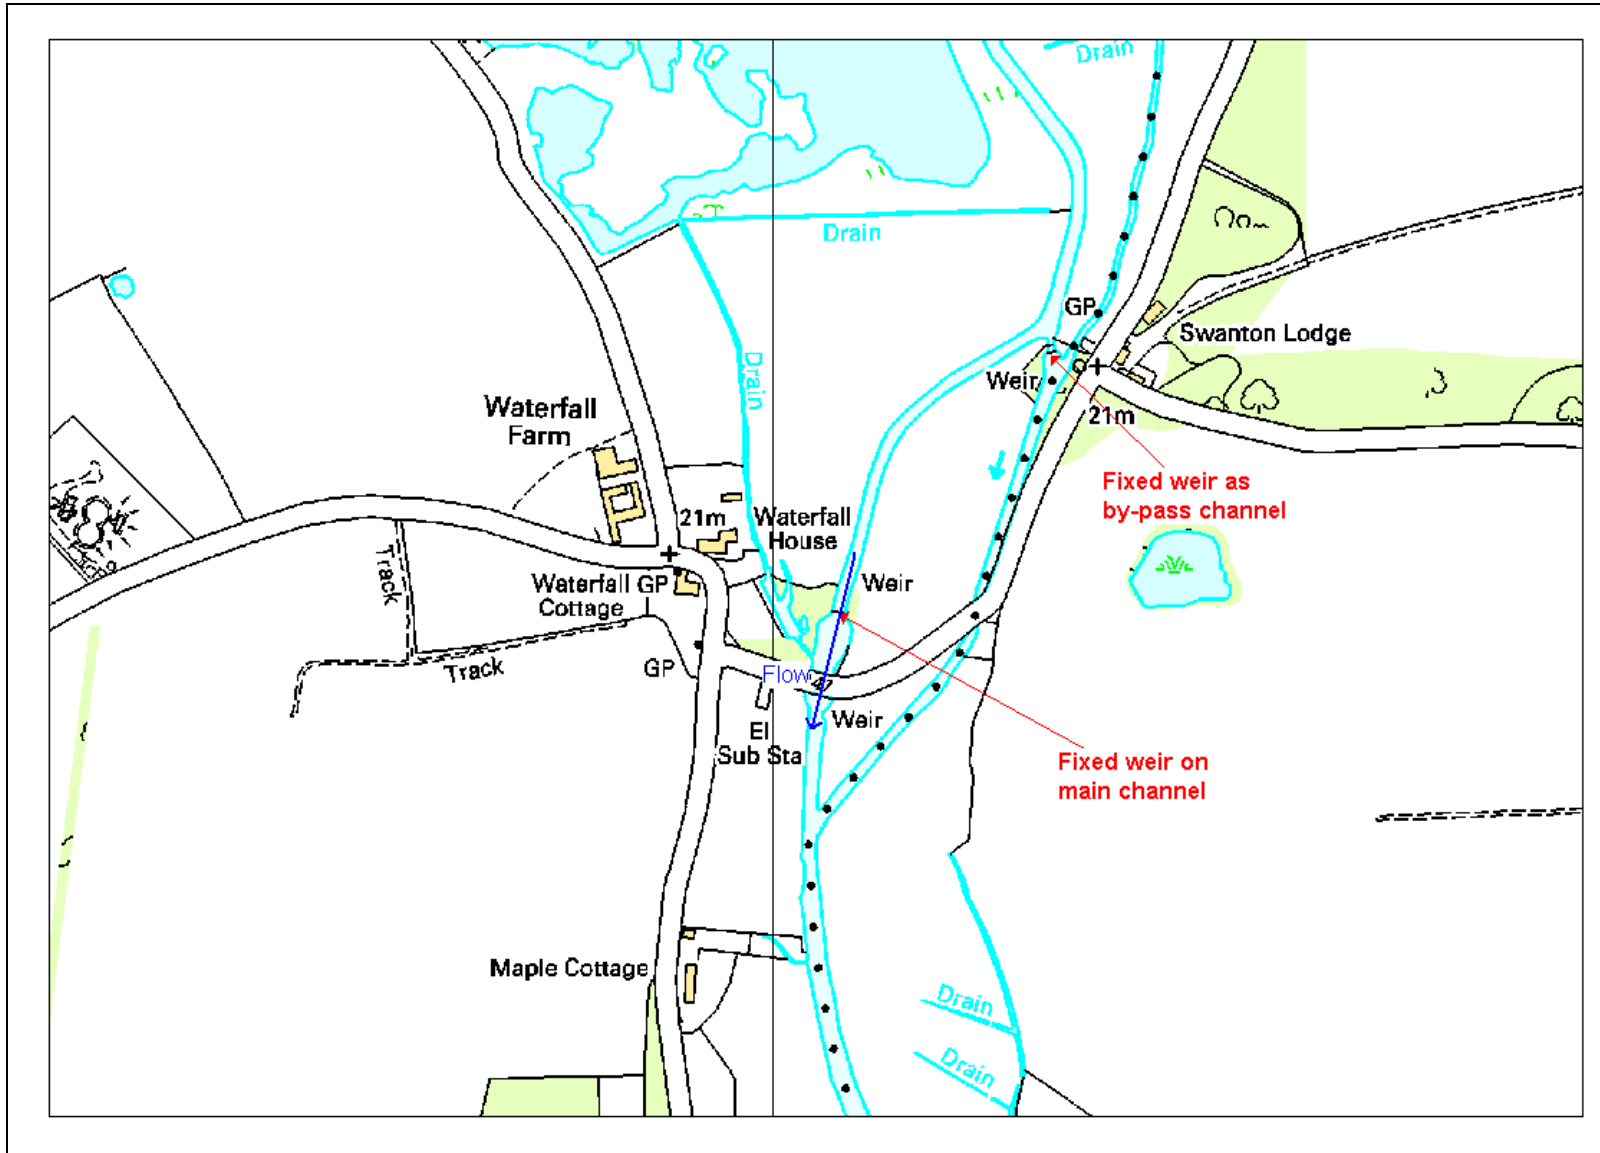 Drain
Drain
GP
Swanton Lodge
Drain
Weir
Waterfall
Farm
21m
Fixed weir as
by-pass channel
21m
Waterfall
House
Track
Waterfall GP
Cottage
Weir
Track
GP
Flow
Weir
El
Sub Sta
Fixed weir on
main channel
Maple Cottage
Drain
Drain